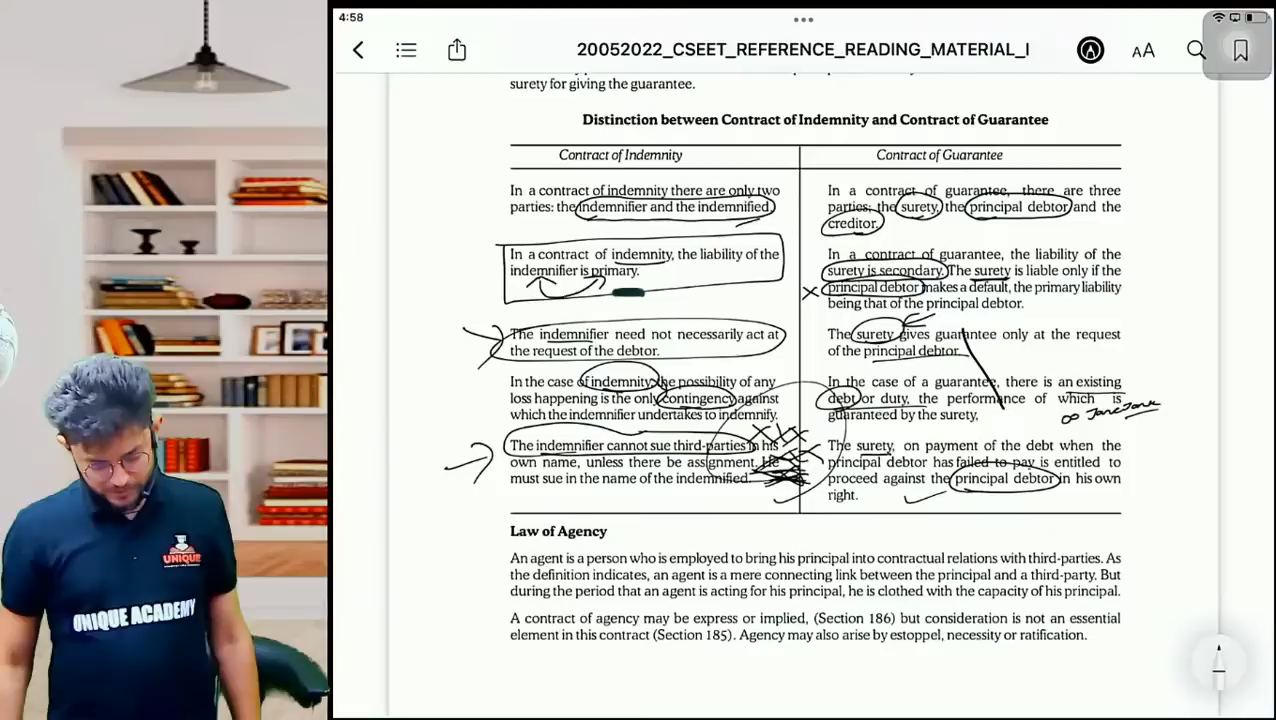 4:58
20052022_CSEET_REFERENCE_READING_MATERIAL_I
AA
surety for giving the guarantee.
Distinction between Contract of Indemnity and Contract of Guarantee
Contract of Indemnity
Contract of Guarantee
In a contract of indemnity there are only two
parties: the indemnifier and the indemnified.
In a contract of guarantee, there are three
parties; the surety, the principal debtor and the
creditor.
In a contract of indemnity, the liability of the
indemnifier is primary.
In a contract of guarantee, the liability of the
surety is secondary. The surety is liable only if the
principal debtor makes a default, the primary liability
being that of the principal debtor.
The indemnifier need not necessarily act at
the request of the debtor.
The surety gives guarantee only at the request
of the principal debtor.
In the case of indemnity, the possibility of any
loss happening is the only contingency against
which the indemnifier undertakes to indemnify.
In the case of a guarantee, there is an existing
debt or duty, the performance of which is
guaranteed by the surety,
The indemnifier cannot sue third-parties in his
own name, unless there be assignment. He
must sue in the name of the indemnified.
The surety, on payment of the debt when the
principal debtor has failed to pay is entitled to
proceed against the principal debtor in his own
right.
Law of Agency
An agent is a person who is employed to bring his principal into contractual relations with third-parties. As
the definition indicates, an agent is a mere connecting link between the principal and a third-party. But
during the period that an agent is acting for his principal, he is clothed with the capacity of his principal.
A contract of agency may be express or implied, (Section 186) but consideration is not an essential
element in this contract (Section 185). Agency may also arise by estoppel, necessity or ratification.
UNIQUE
UNIQUE ACADEMY